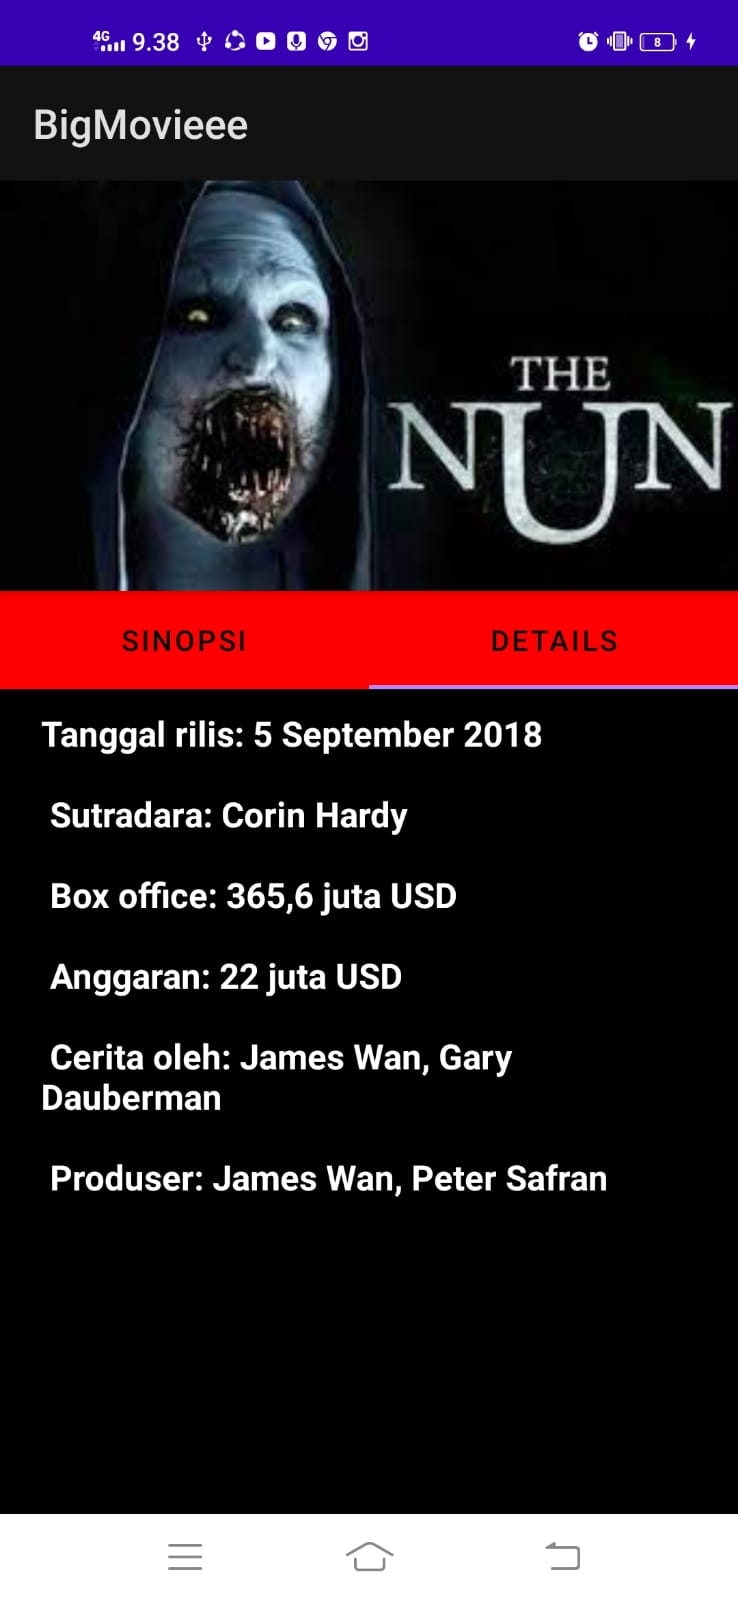 4G 9.38 8
BigMovieee
THE
NUN
SINOPSI DETAILS
Tanggal rilis: 5 September 2018
Sutradara: Corin Hardy
Box office: 365,6 juta USD
Anggaran: 22 juta USD
Cerita oleh: James Wan, Gary
Dauberman
Produser: James Wan, Peter Safran